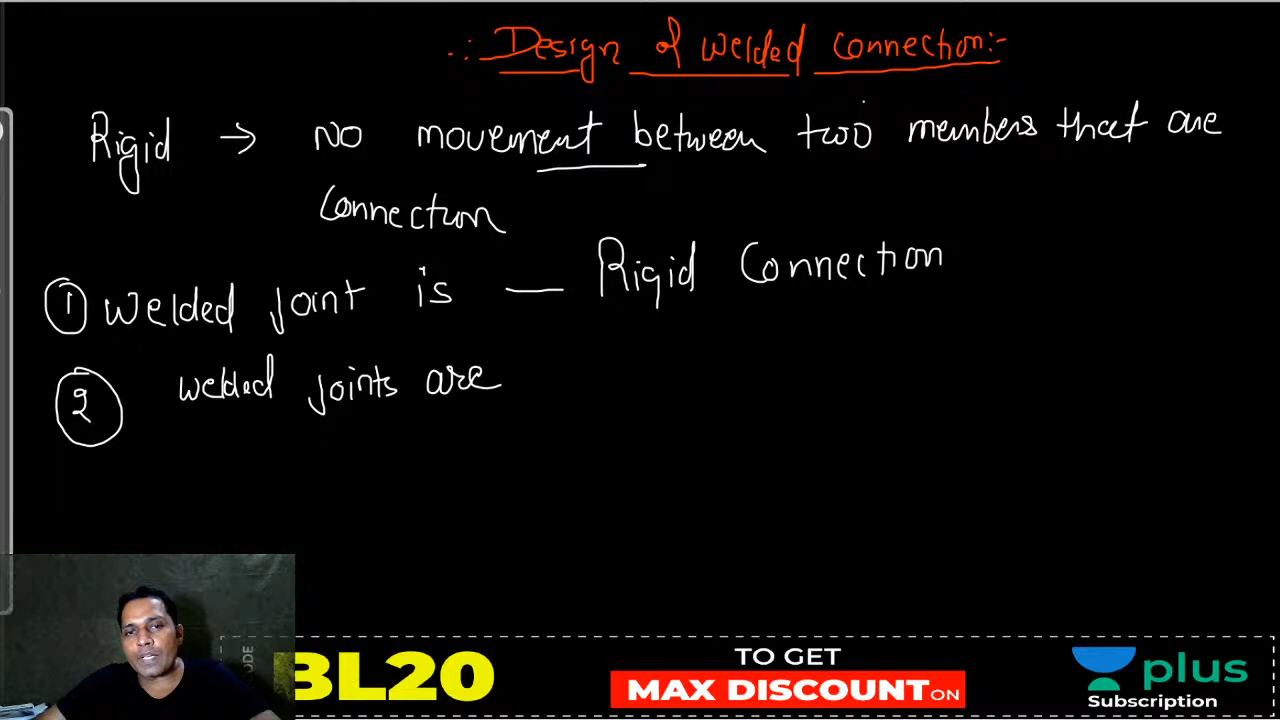 .: Design of welded connection:-
Rigid → NO movement between two members that are
connection
① welded joint is — Rigid Connection
② welded joints are
ODE
BL20
TO GET
MAX DISCOUNT ON
plus
Subscription